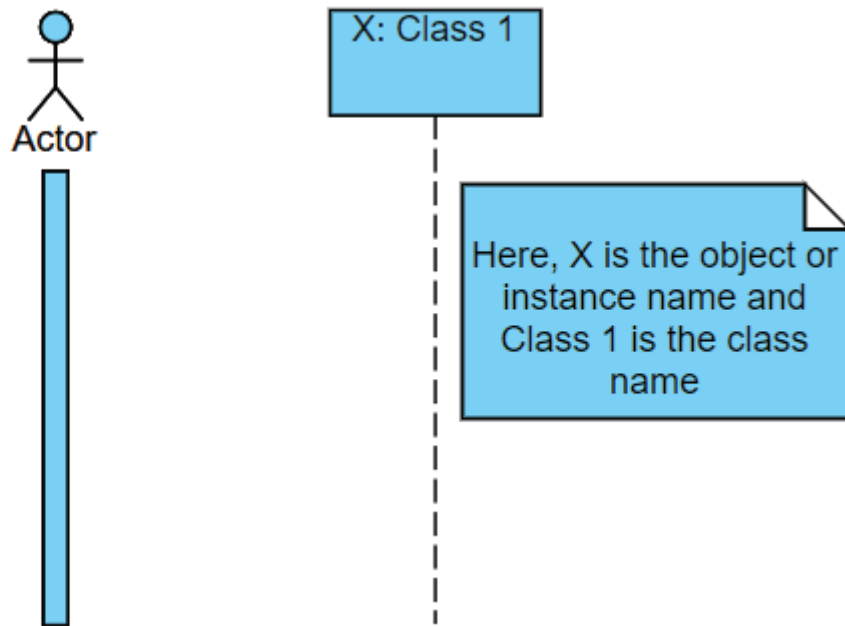 X: Class 1
Actor
Here, X is the object or
instance name and
Class 1 is the class
name